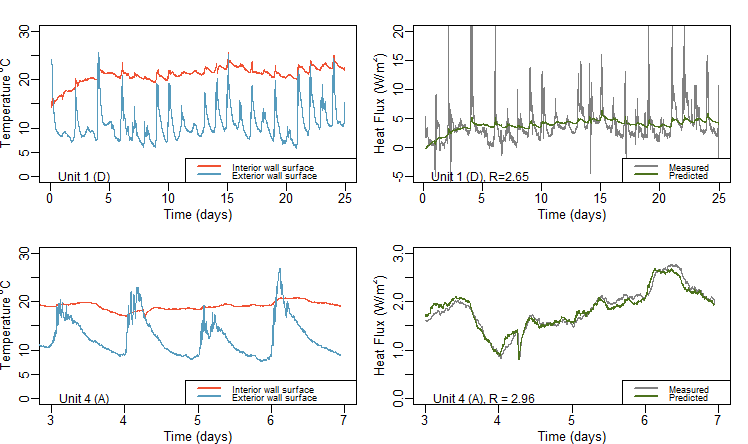 Temperature °C
30
20
10
5
0
Unit 1 (D)
Interior wall surface
Exterior wall surface
0
5
10
15
20
25
Time (days)
Heat Flux (W/m²)
20
15
10
5
0
-5
Unit 1 (D), R=2.65
Measured
Predicted
0
5
10
15
20
25
Time (days)
Temperature °C
30
20
10
5
0
Unit 4 (A)
Interior wall surface
Exterior wall surface
3
4
5
6
7
Time (days)
Heat Flux (W/m²)
3.0
2.0
1.0
0.0
Unit 4 (A), R = 2.96
Measured
Predicted
3
4
5
6
7
Time (days)